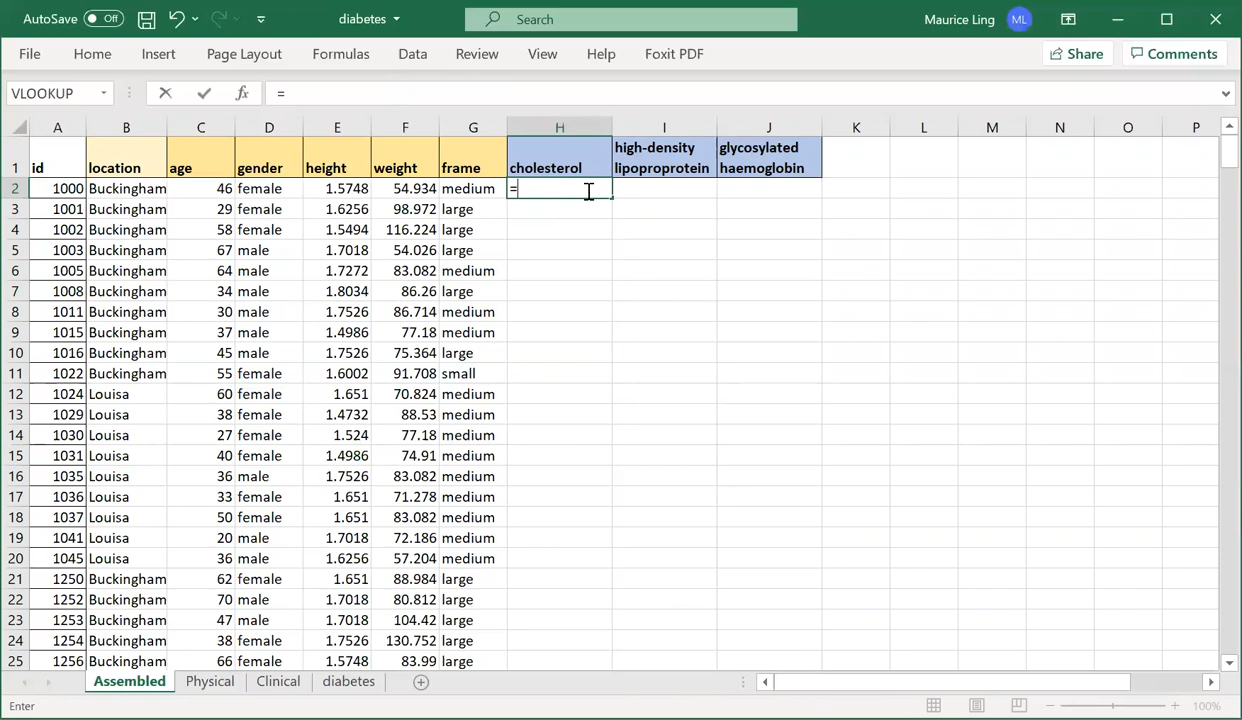 AutoSave Off diabetes Search Maurice Ling ML
File Home Insert Page Layout Formulas Data Review View Help Foxit PDF Share Comments
VLOOKUP fx =
A B C D E F G H I J K L M N O P
1 id location age gender height weight frame cholesterol high-density lipoproprotein glycosylated haemoglobin
2 1000 Buckingham 46 female 1.5748 54.934 medium =
3 1001 Buckingham 29 female 1.6256 98.972 large
4 1002 Buckingham 58 female 1.5494 116.224 large
5 1003 Buckingham 67 male 1.7018 54.026 large
6 1005 Buckingham 64 male 1.7272 83.082 medium
7 1008 Buckingham 34 male 1.8034 86.26 large
8 1011 Buckingham 30 male 1.7526 86.714 medium
9 1015 Buckingham 37 male 1.4986 77.18 medium
10 1016 Buckingham 45 male 1.7526 75.364 large
11 1022 Buckingham 55 female 1.6002 91.708 small
12 1024 Louisa 60 female 1.651 70.824 medium
13 1029 Louisa 38 female 1.4732 88.53 medium
14 1030 Louisa 27 female 1.524 77.18 medium
15 1031 Louisa 40 female 1.4986 74.91 medium
16 1035 Louisa 36 male 1.7526 83.082 medium
17 1036 Louisa 33 female 1.651 71.278 medium
18 1037 Louisa 50 female 1.651 83.082 medium
19 1041 Louisa 20 male 1.7018 72.186 medium
20 1045 Louisa 36 male 1.6256 57.204 medium
21 1250 Buckingham 62 female 1.651 88.984 large
22 1252 Buckingham 70 male 1.7018 80.812 large
23 1253 Buckingham 47 male 1.7018 104.42 large
24 1254 Buckingham 38 female 1.7526 130.752 large
25 1256 Buckingham 66 female 1.5748 83.99 large
Assembled Physical Clinical diabetes
Enter 100%